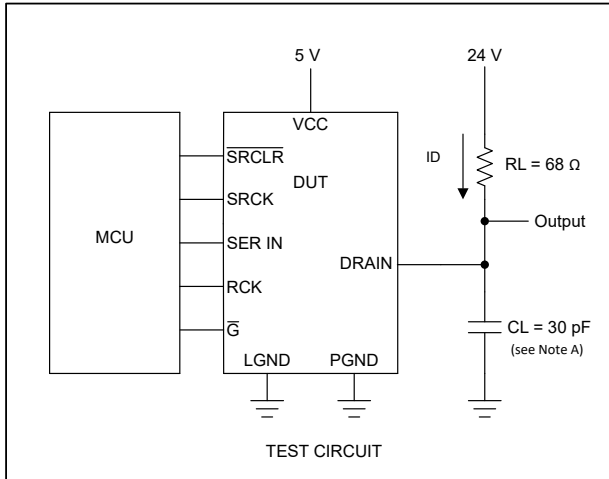 5 V
24 V
VCC
SRCLR
DUT
ID
RL = 68 Ω
SRCK
MCU
SER IN
Output
DRAIN
RCK
CL = 30 pF
(see Note A)
G
LGND
PGND
TEST CIRCUIT